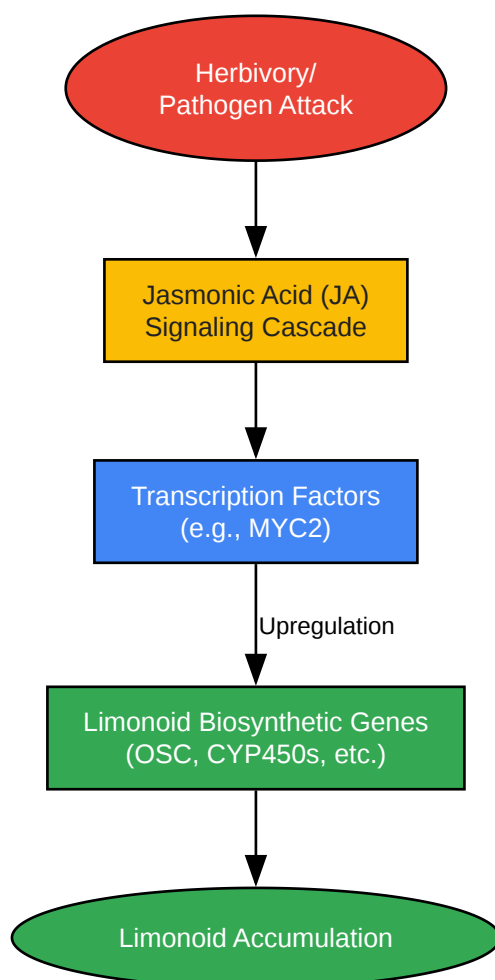 Herbivory/
Pathogen Attack
Jasmonic Acid (JA)
Signaling Cascade
Transcription Factors
(e.g., MYC2)
Upregulation
Limonoid Biosynthetic Genes
(OSC, CYP450s, etc.)
Limonoid Accumulation